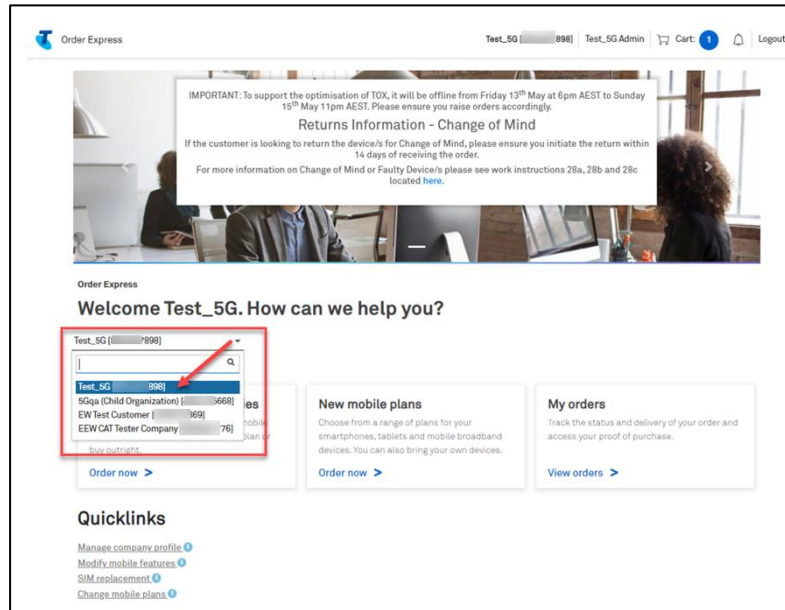 Order Express
Test_5G [ 898]
Test_5G Admin
Cart: 1
Logout
IMPORTANT: To support the optimisation of TOX, it will be offline from Friday 13th May at 6pm AEST to Sunday
15th May 11pm AEST. Please ensure you raise orders accordingly.
Returns Information - Change of Mind
If the customer is looking to return the device/s for Change of Mind, please ensure you initiate the return within
14 days of receiving the order.
For more information on Change of Mind or Faulty Device/s please see work instructions 28a, 28b and 28c
located here.
Order Express
Welcome Test_5G. How can we help you?
Test_5G [ 898]
Test_5G 898]
5Gqa (Child Organization) [ 5668]
EW Test Customer [ 369]
EEW CAT Tester Company 76]
ies
mobile
plan or
buy outright.
Order now >
New mobile plans
Choose from a range of plans for your
smartphones, tablets and mobile broadband
devices. You can also bring your own devices.
Order now >
My orders
Track the status and delivery of your order and
access your proof of purchase.
View orders >
Quicklinks
Manage company profile
Modify mobile features
SIM replacement
Change mobile plans